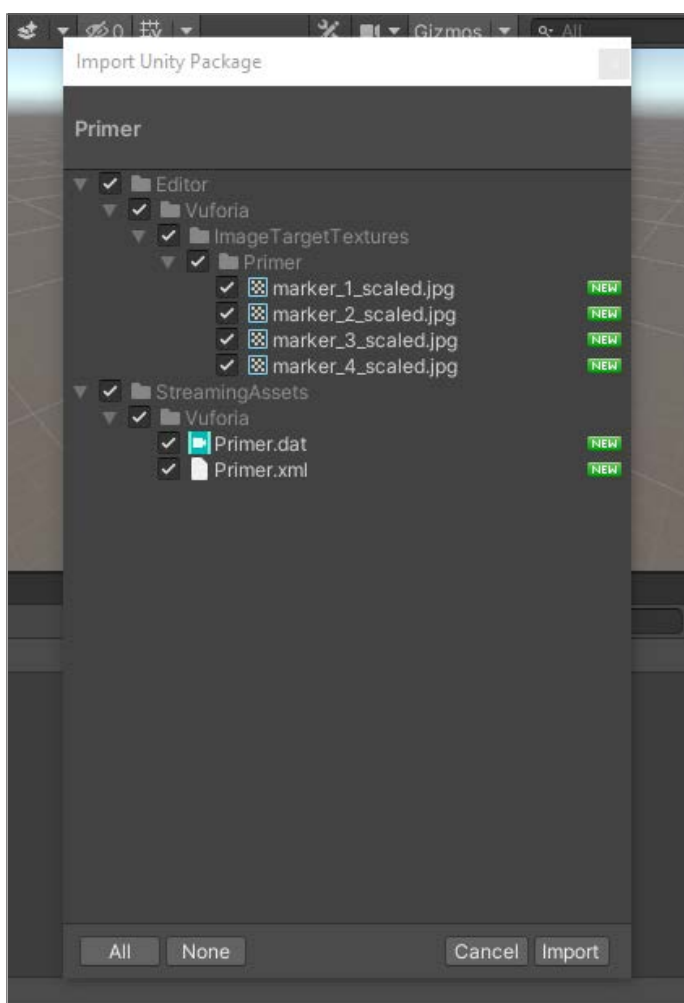 0 Gizmos All
Import Unity Package
Primer
Editor
Vuforia
ImageTargetTextures
Primer
marker_1_scaled.jpg NEW
marker_2_scaled.jpg NEW
marker_3_scaled.jpg NEW
marker_4_scaled.jpg NEW
StreamingAssets
Vuforia
Primer.dat NEW
Primer.xml NEW
All None Cancel Import